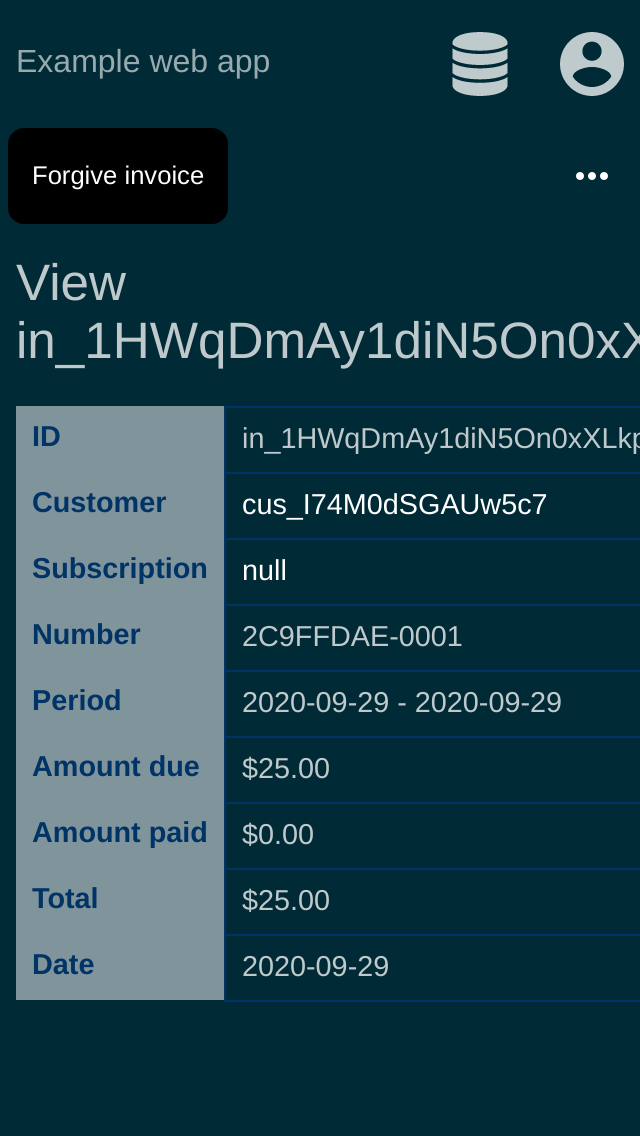 Example web app
Forgive invoice
View
in_1HWqDmAy1diN5On0xX
ID in_1HWqDmAy1diN5On0xXLkp
Customer cus_I74M0dSGAUw5c7
Subscription null
Number 2C9FFDAE-0001
Period 2020-09-29 - 2020-09-29
Amount due $25.00
Amount paid $0.00
Total $25.00
Date 2020-09-29